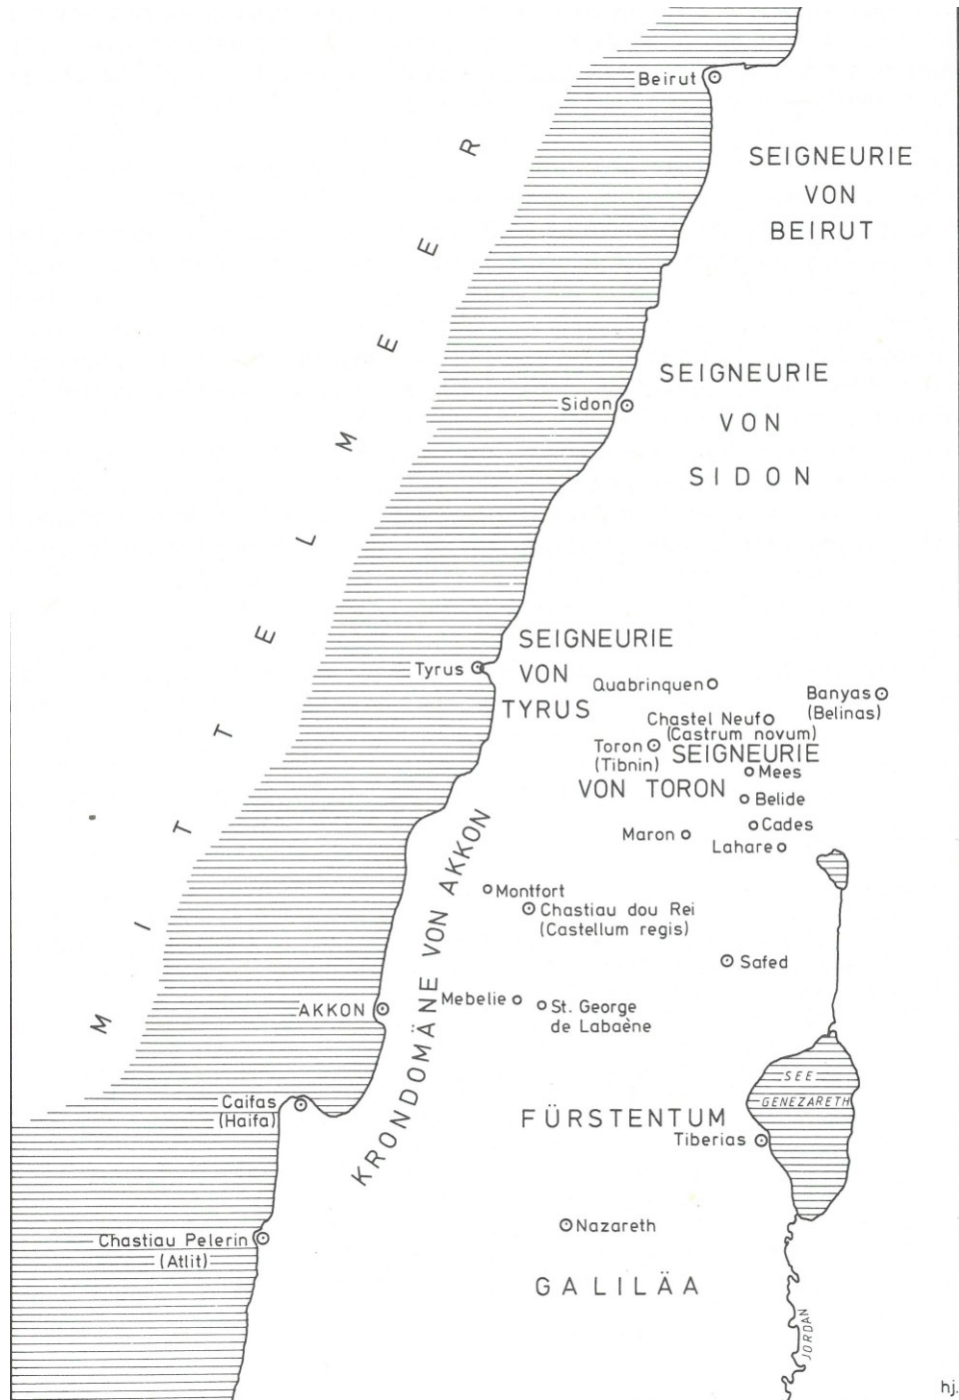 Beirut
SEIGNEURIE
VON
BEIRUT
MITTELMEER
SEIGNEURIE
VON
SIDON
Sidon
SEIGNEURIE
VON
TYRUS
Tyrus
Quabrinquen
Banyas
(Belinas)
Chastel Neuf
(Castrum novum)
Toron
(Tibnin)
SEIGNEURIE
VON TORON
Mees
Belide
Cades
Maron
Lahare
KRONDOMÄNE VON AKKON
Montfort
Chastiau dou Rei
(Castellum regis)
Safed
Mebelie
AKKON
St. George
de Labaène
SEE
GENEZARETH
Caifas
(Haifa)
FÜRSTENTUM
Tiberias
Nazareth
Chastiau Pelerin
(Atlit)
GALILÄA
JORDAN
hj.